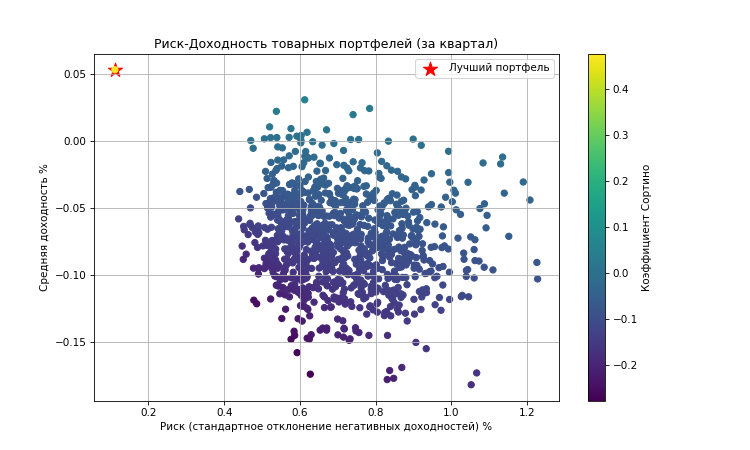 Риск-Доходность товарных портфелей (за квартал)
Лучший портфель
Средняя доходность %
0.05
0.00
−0.05
−0.10
−0.15
0.2 0.4 0.6 0.8 1.0 1.2
Риск (стандартное отклонение негативных доходностей) %
0.4
0.3
0.2
0.1
0.0
−0.1
−0.2
Коэффициент Сортино